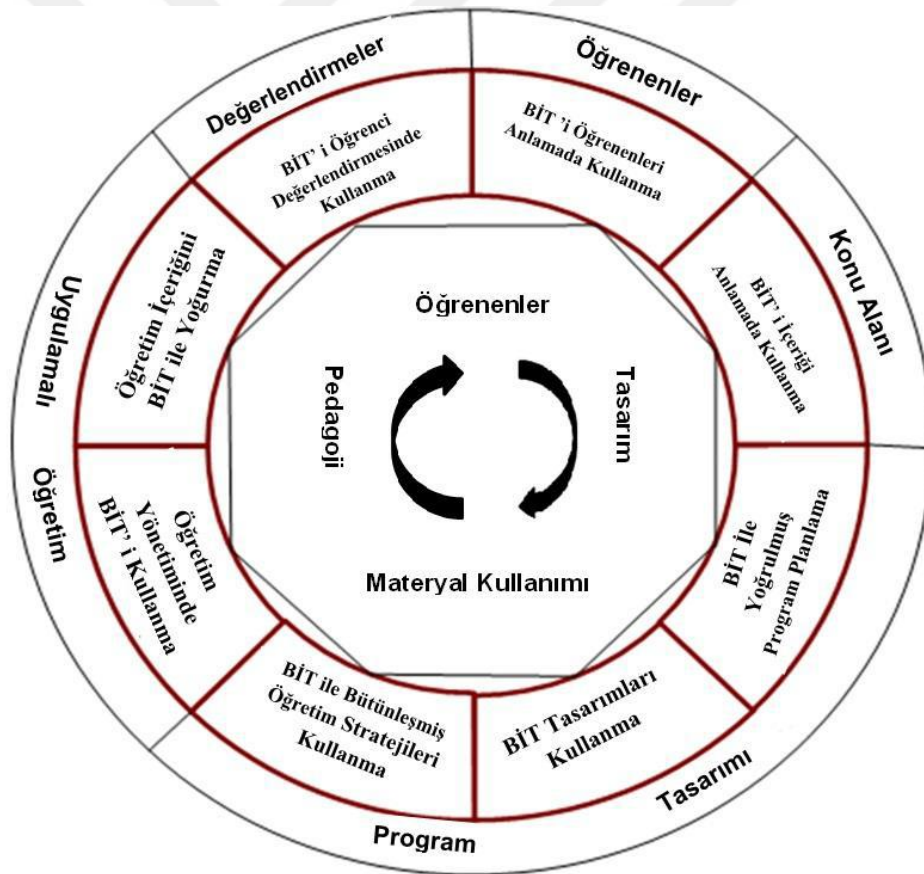 Değerlendirmeler
Öğrenenler
Konu Alanı
Tasarımı
Program
Öğretim
Uygulamalı
BİT' i Öğrenci
Değerlendirmesinde
Kullanma
BİT 'i Öğrenenleri
Anlamada Kullanma
BİT' i İçeriği
Anlamada Kullanma
BİT İle
Yoğrulmuş
Program Planlama
BİT Tasarımları
Kullanma
BİT ile Bütünleşmiş
Öğretim Stratejileri
Kullanma
Öğretim
Yönetiminde
BİT' i Kullanma
Öğretim İçeriğini
BİT ile Yoğurma
Öğrenenler
Tasarım
Materyal Kullanımı
Pedagoji